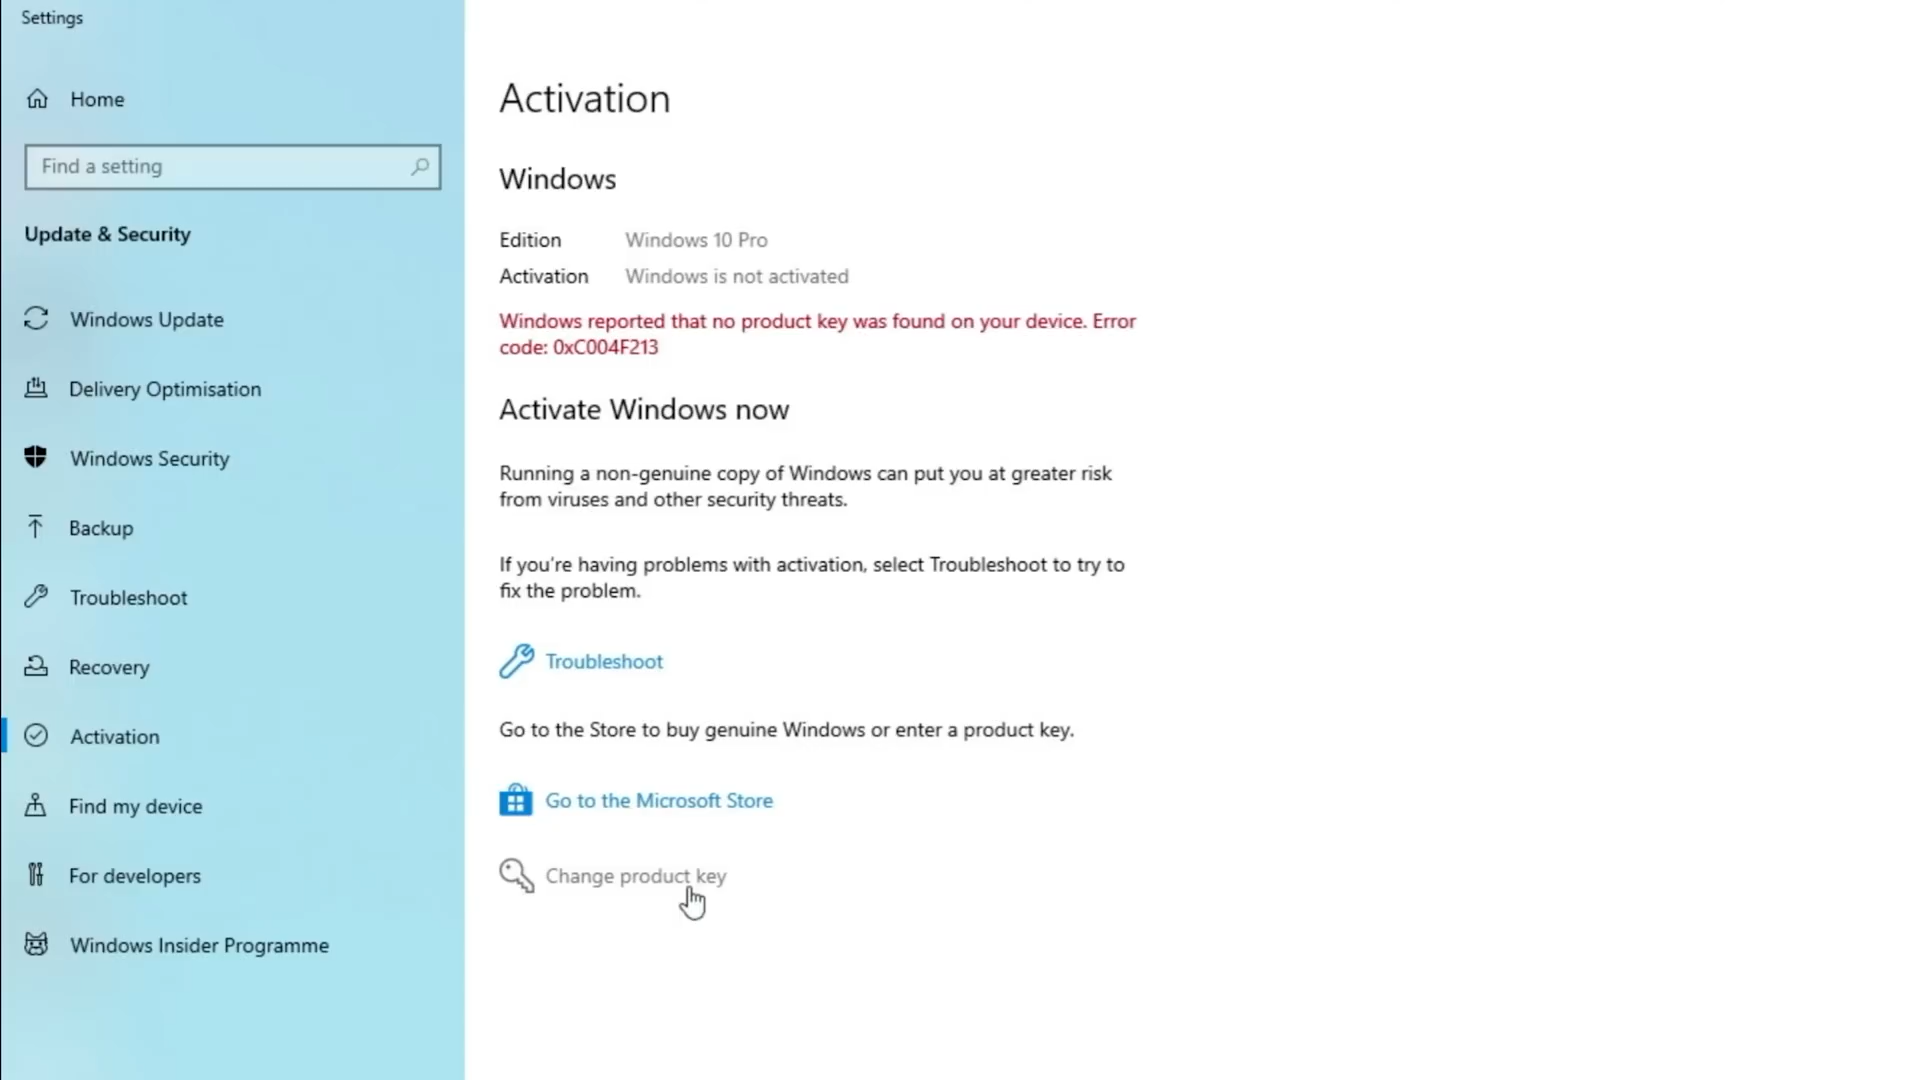 Settings
Home
Find a setting
Update & Security
Windows Update
Delivery Optimisation
Windows Security
Backup
Troubleshoot
Recovery
Activation
Find my device
For developers
Windows Insider Programme
Activation
Windows
Edition Windows 10 Pro
Activation Windows is not activated
Windows reported that no product key was found on your device. Error
code: 0xC004F213
Activate Windows now
Running a non-genuine copy of Windows can put you at greater risk
from viruses and other security threats.
If you're having problems with activation, select Troubleshoot to try to
fix the problem.
Troubleshoot
Go to the Store to buy genuine Windows or enter a product key.
Go to the Microsoft Store
Change product key